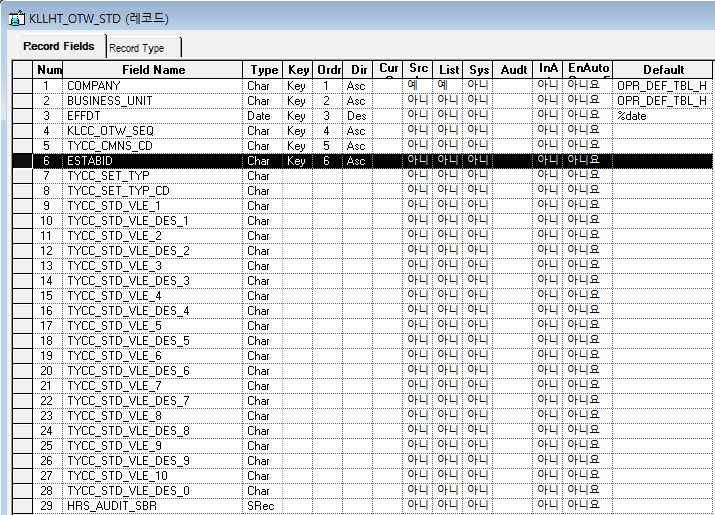 KLLHT_OTW_STD (레코드)
Record Fields Record Type
Num Field Name Type Key Ordr Dir Cur Src List Sys Audt InA EnAuto Default
1 COMPANY Char Key 1 Asc 예 예 아니 아니 아니요 OPR_DEF_TBL_H
2 BUSINESS_UNIT Char Key 2 Asc 아니 아니 아니 아니 아니요 OPR_DEF_TBL_H
3 EFFDT Date Key 3 Des 아니 아니 아니 아니 아니요 %date
4 KLCC_OTW_SEQ Char Key 4 Asc 아니 아니 아니 아니 아니요
5 TYCC_CMNS_CD Char Key 5 Asc 아니 아니 아니 아니 아니요
6 ESTABID Char Key 6 Asc 아니 아니 아니 아니 아니요
7 TYCC_SET_TYP Char 아니 아니 아니 아니 아니요
8 TYCC_SET_TYP_CD Char 아니 아니 아니 아니 아니요
9 TYCC_STD_VLE_1 Char 아니 아니 아니 아니 아니요
10 TYCC_STD_VLE_DES_1 Char 아니 아니 아니 아니 아니요
11 TYCC_STD_VLE_2 Char 아니 아니 아니 아니 아니요
12 TYCC_STD_VLE_DES_2 Char 아니 아니 아니 아니 아니요
13 TYCC_STD_VLE_3 Char 아니 아니 아니 아니 아니요
14 TYCC_STD_VLE_DES_3 Char 아니 아니 아니 아니 아니요
15 TYCC_STD_VLE_4 Char 아니 아니 아니 아니 아니요
16 TYCC_STD_VLE_DES_4 Char 아니 아니 아니 아니 아니요
17 TYCC_STD_VLE_5 Char 아니 아니 아니 아니 아니요
18 TYCC_STD_VLE_DES_5 Char 아니 아니 아니 아니 아니요
19 TYCC_STD_VLE_6 Char 아니 아니 아니 아니 아니요
20 TYCC_STD_VLE_DES_6 Char 아니 아니 아니 아니 아니요
21 TYCC_STD_VLE_7 Char 아니 아니 아니 아니 아니요
22 TYCC_STD_VLE_DES_7 Char 아니 아니 아니 아니 아니요
23 TYCC_STD_VLE_8 Char 아니 아니 아니 아니 아니요
24 TYCC_STD_VLE_DES_8 Char 아니 아니 아니 아니 아니요
25 TYCC_STD_VLE_9 Char 아니 아니 아니 아니 아니요
26 TYCC_STD_VLE_DES_9 Char 아니 아니 아니 아니 아니요
27 TYCC_STD_VLE_10 Char 아니 아니 아니 아니 아니요
28 TYCC_STD_VLE_DES_0 Char 아니 아니 아니 아니 아니요
29 HRS_AUDIT_SBR SRec 아니 아니 아니 아니 아니요